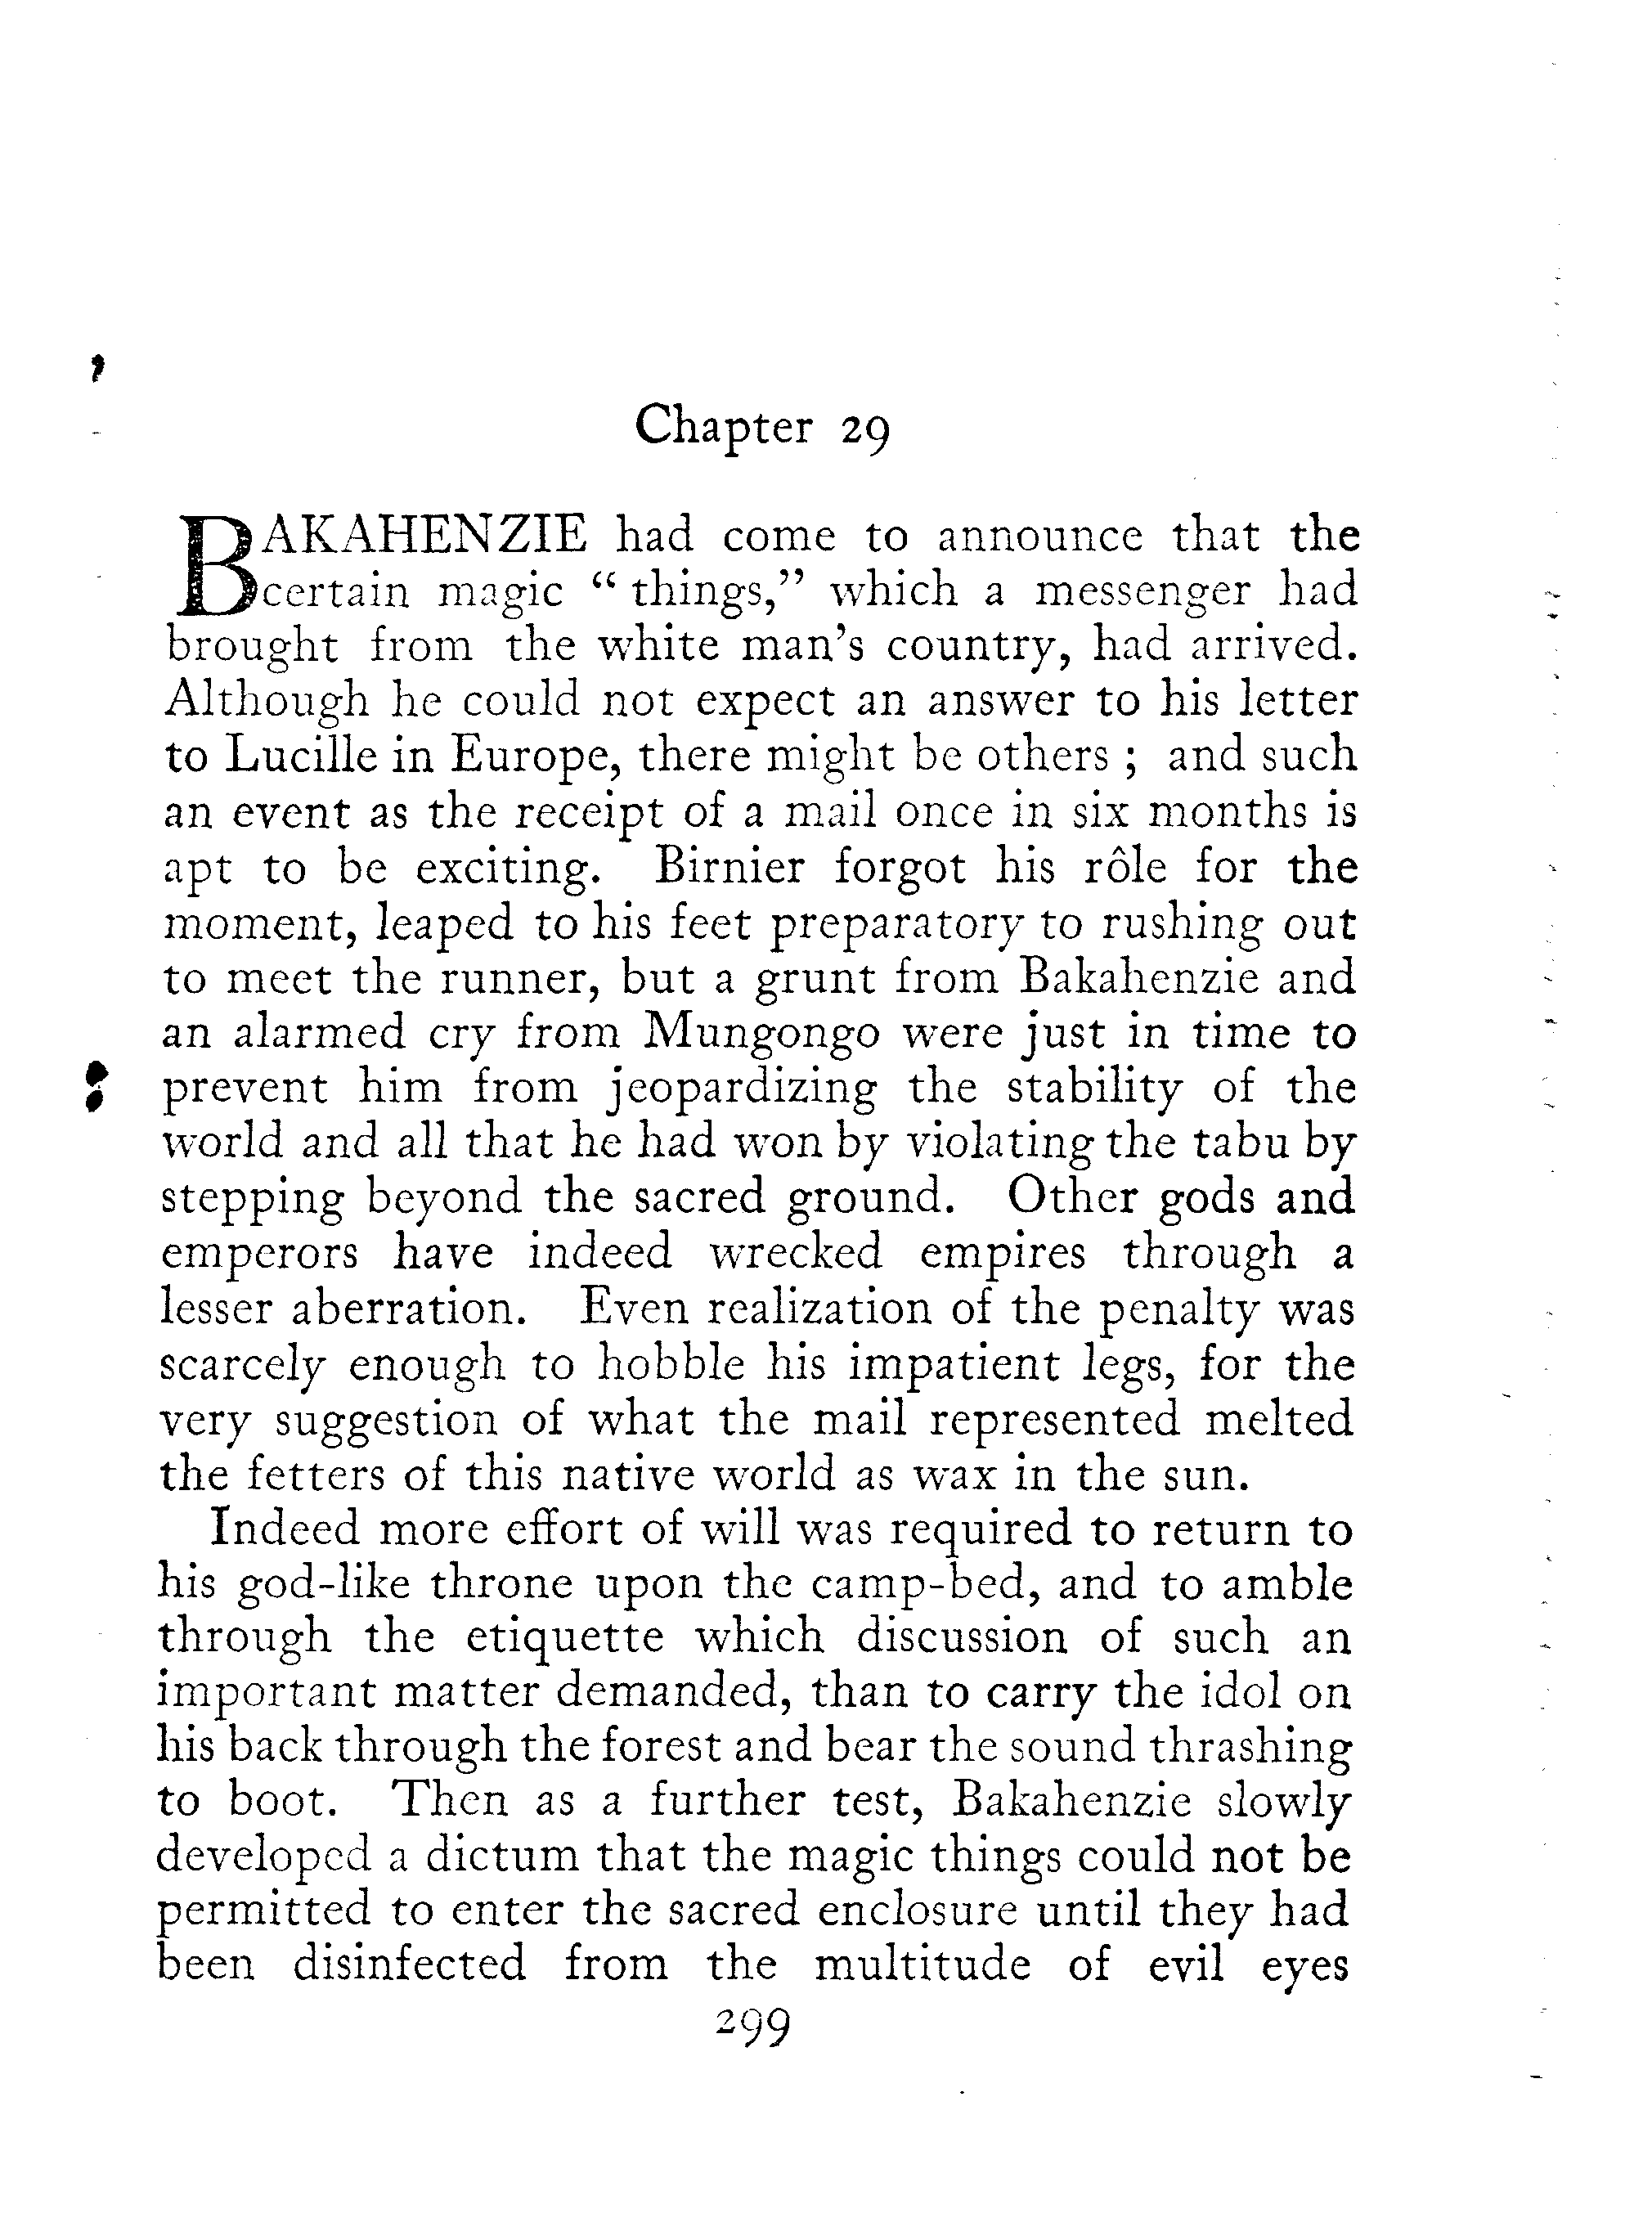 Chapter 29
BAKAHENZIE had come to announce that the
certain magic “ things,” which a messenger had
brought from the white man’s country, had arrived.
Although he could not expect an answer to his letter
to Lucille in Europe, there might be others ; and such
an event as the receipt of a mail once in six months is
apt to be exciting. Birnier forgot his rôle for the
moment, leaped to his feet preparatory to rushing out
to meet the runner, but a grunt from Bakahenzie and
an alarmed cry from Mungongo were just in time to
prevent him from jeopardizing the stability of the
world and all that he had won by violating the tabu by
stepping beyond the sacred ground. Other gods and
emperors have indeed wrecked empires through a
lesser aberration. Even realization of the penalty was
scarcely enough to hobble his impatient legs, for the
very suggestion of what the mail represented melted
the fetters of this native world as wax in the sun.
Indeed more effort of will was required to return to
his god-like throne upon the camp-bed, and to amble
through the etiquette which discussion of such an
important matter demanded, than to carry the idol on
his back through the forest and bear the sound thrashing
to boot. Then as a further test, Bakahenzie slowly
developed a dictum that the magic things could not be
permitted to enter the sacred enclosure until they had
been disinfected from the multitude of evil eyes
299